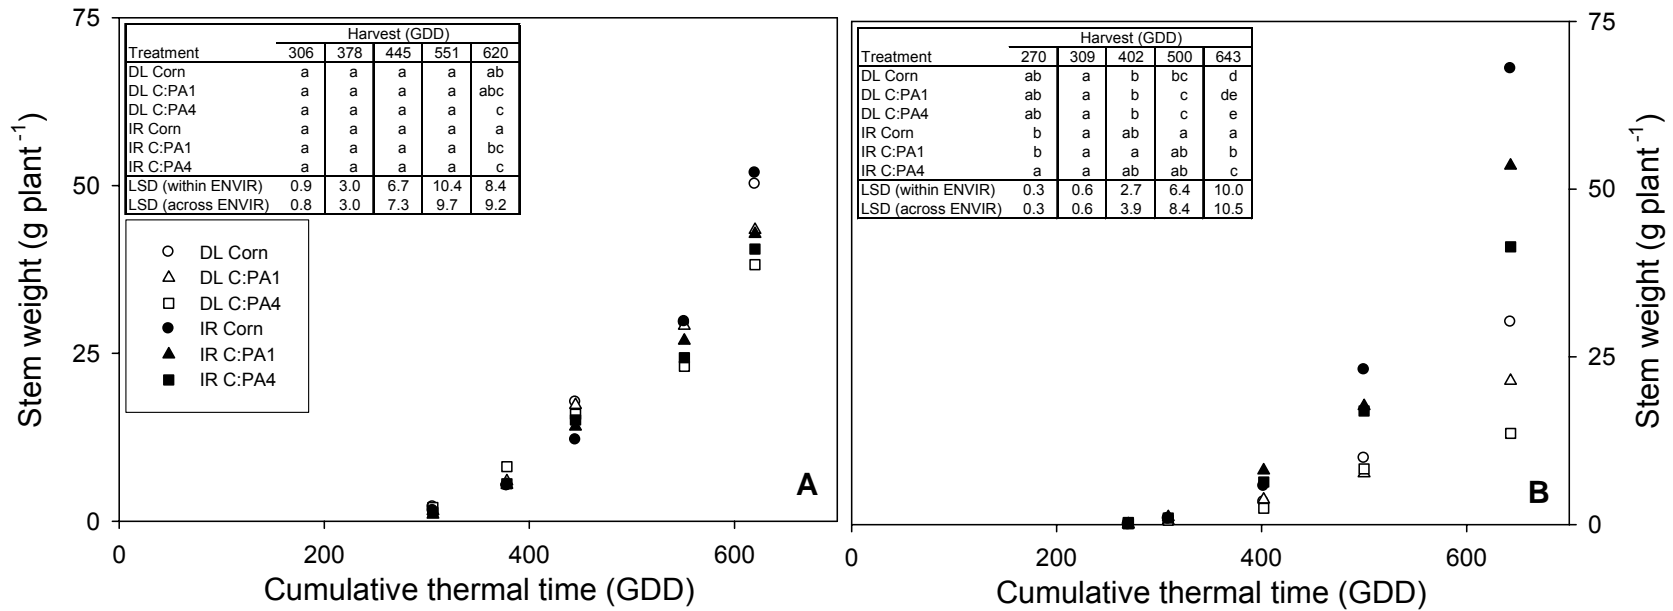 75
50
25
0
Stem weight (g plant⁻¹)
Harvest (GDD)
Treatment 306 378 445 551 620
DL Corn a a a a ab
DL C:PA1 a a a a abc
DL C:PA4 a a a a c
IR Corn a a a a a
IR C:PA1 a a a a bc
IR C:PA4 a a a a c
LSD (within ENVIR) 0.9 3.0 6.7 10.4 8.4
LSD (across ENVIR) 0.8 3.0 7.3 9.7 9.2
DL Corn
DL C:PA1
DL C:PA4
IR Corn
IR C:PA1
IR C:PA4
A
0 200 400 600
Cumulative thermal time (GDD)
Harvest (GDD)
Treatment 270 309 402 500 643
DL Corn ab a b bc d
DL C:PA1 ab a b c de
DL C:PA4 ab a b c e
IR Corn b a ab a a
IR C:PA1 b a a ab b
IR C:PA4 a a ab ab c
LSD (within ENVIR) 0.3 0.6 2.7 6.4 10.0
LSD (across ENVIR) 0.3 0.6 3.9 8.4 10.5
B
0 200 400 600
Cumulative thermal time (GDD)
75
50
25
0
Stem weight (g plant⁻¹)